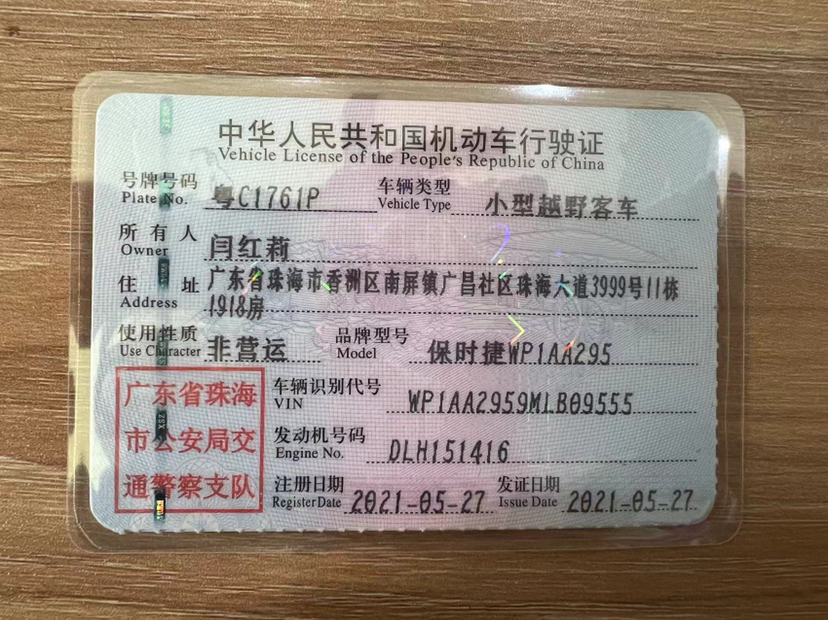 中华人民共和国机动车行驶证
Vehicle License of the People's Republic of China
号牌号码 粤C1761P 车辆类型 小型越野客车
Plate No. Vehicle Type
所有人 闫红莉
Owner
住址 广东省珠海市香洲区南屏镇广昌社区珠海大道3999号11栋
Address 1918房
使用性质 非营运 品牌型号 保时捷WP1AA295
Use Character Model
广东省珠海
市公安局交
通警察支队
车辆识别代号 WP1AA2959MLB09555
VIN
发动机号码 DLH151416
Engine No.
注册日期 2021-05-27 发证日期 2021-05-27
Register Date Issue Date